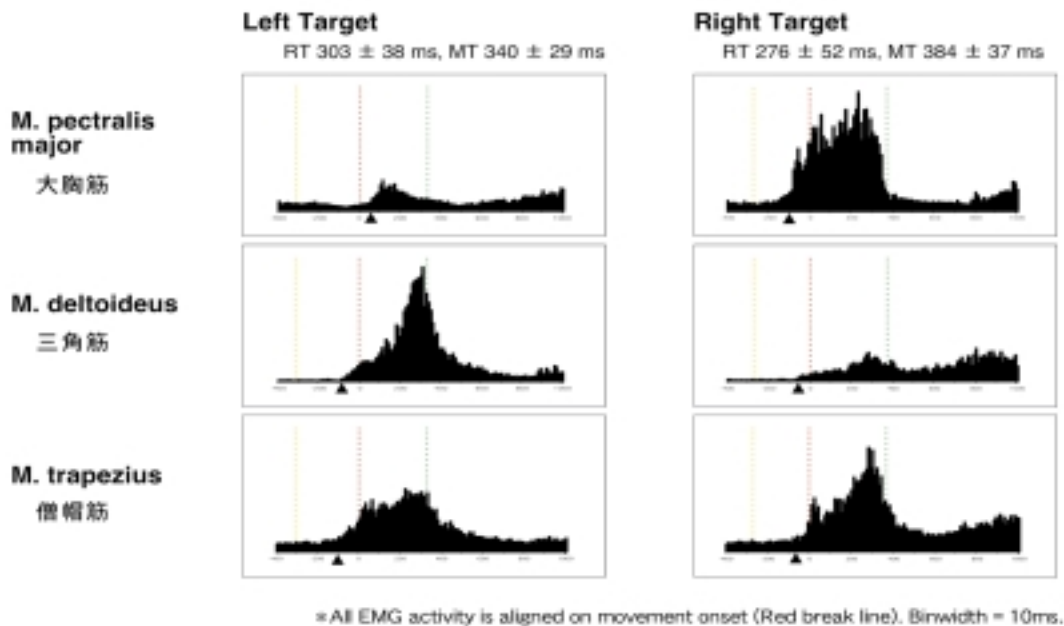 Left Target
RT 303 ± 38 ms, MT 340 ± 29 ms
Right Target
RT 276 ± 52 ms, MT 384 ± 37 ms
M. pectralis
major
大胸筋
M. deltoideus
三角筋
M. trapezius
僧帽筋
*All EMG activity is aligned on movement onset (Red break line). Binwidth = 10ms.